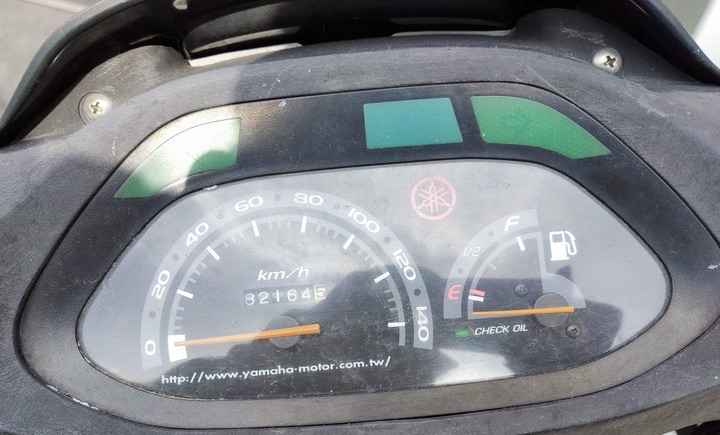 0 20 40 60 80 100 120 140
km/h
821645
http://www.yamaha-motor.com.tw/
E 1/2 F
CHECK OIL